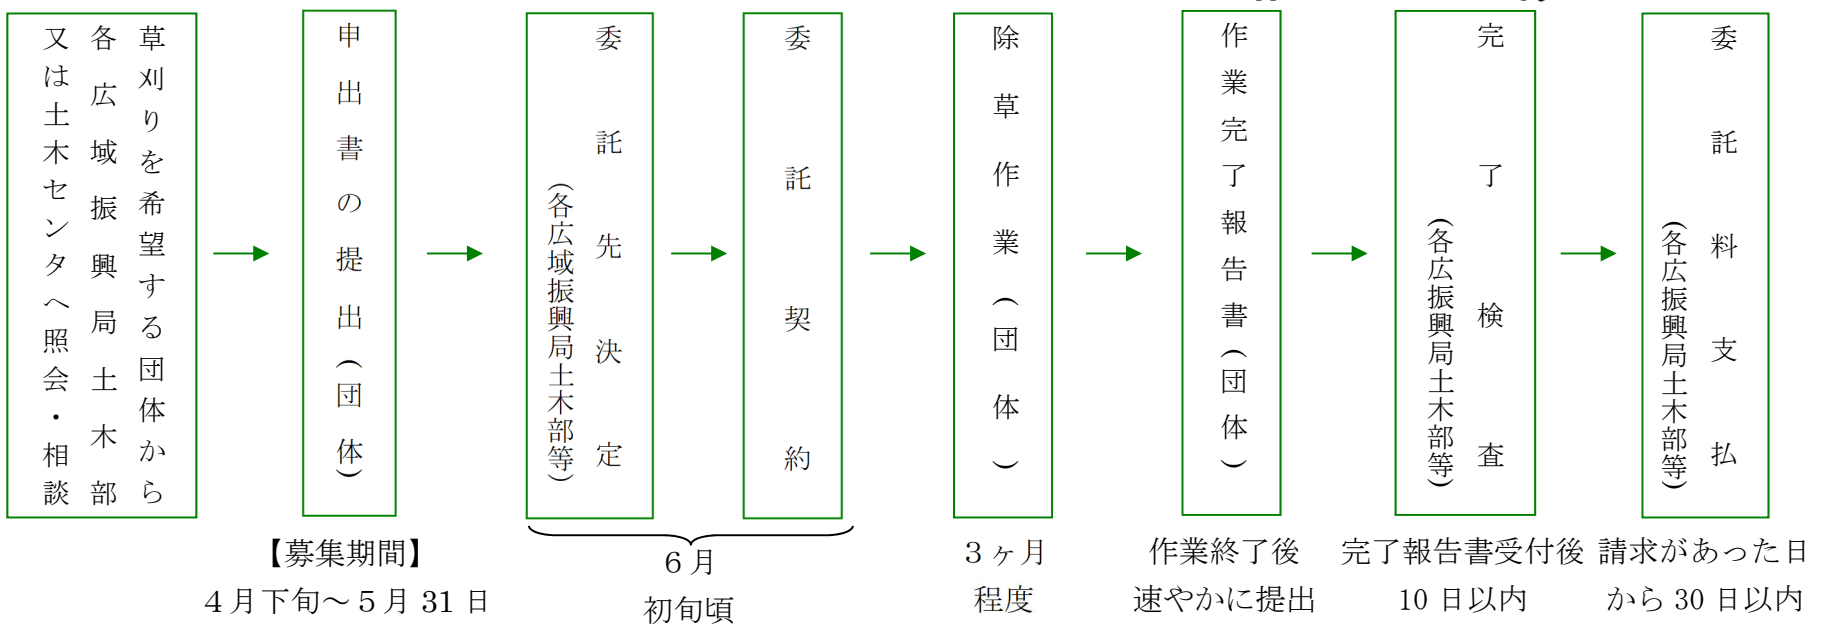 草刈りを希望する団体から
各広域振興局土木部
又は土木センタへ照会・相談
申出書の提出(団体)
【募集期間】
４月下旬～５月 31 日
委託先決定
(各広域振興局土木部等)
委託契約
６月
初旬頃
除草作業(団体)
３ヶ月
程度
作業完了報告書(団体)
作業終了後
速やかに提出
完了検査
(各広振興局土木部等)
完了報告書受付後
10 日以内
委託料支払
(各広振興局土木部等)
請求があった日
から 30 日以内